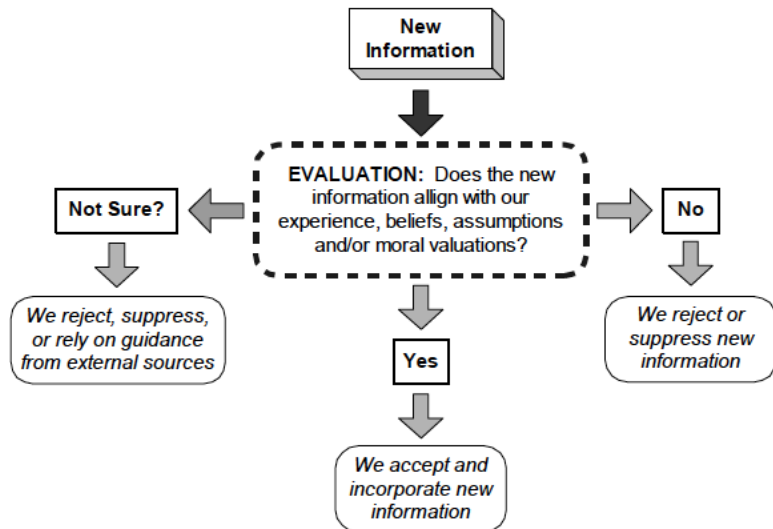 New
Information
EVALUATION: Does the new
information allign with our
experience, beliefs, assumptions
and/or moral valuations?
Not Sure?
No
We reject, suppress,
or rely on guidance
from external sources
Yes
We reject or
suppress new
information
We accept and
incorporate new
information